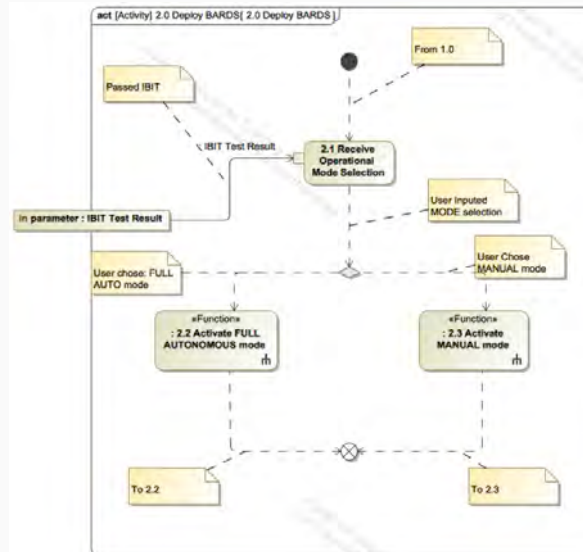 act [Activity] 2.0 Deploy BARDS[ 2.0 Deploy BARDS ]
From 1.0
Passed IBIT
IBIT Test Result
2.1 Receive
Operational
Mode Selection
in parameter : IBIT Test Result
User Inputed
MODE selection
User chose: FULL
AUTO mode
User Chose
MANUAL mode
«Function»
: 2.2 Activate FULL
AUTONOMOUS mode
«Function»
: 2.3 Activate
MANUAL mode
To 2.2
To 2.3